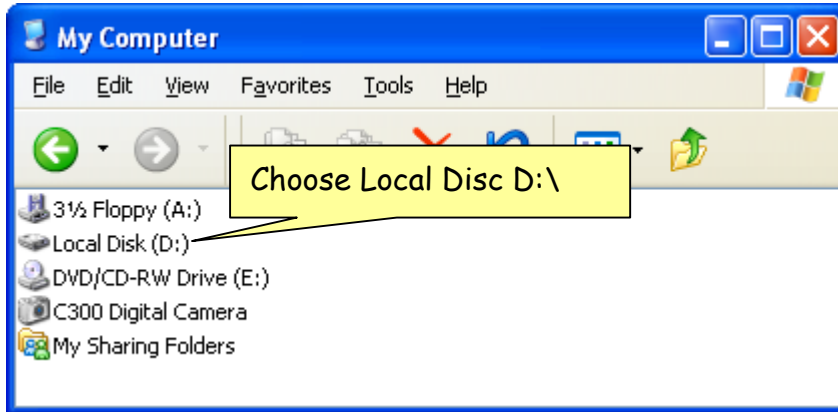 My Computer
File Edit View Favorites Tools Help
Choose Local Disc D:\
3½ Floppy (A:)
Local Disk (D:)
DVD/CD-RW Drive (E:)
C300 Digital Camera
My Sharing Folders